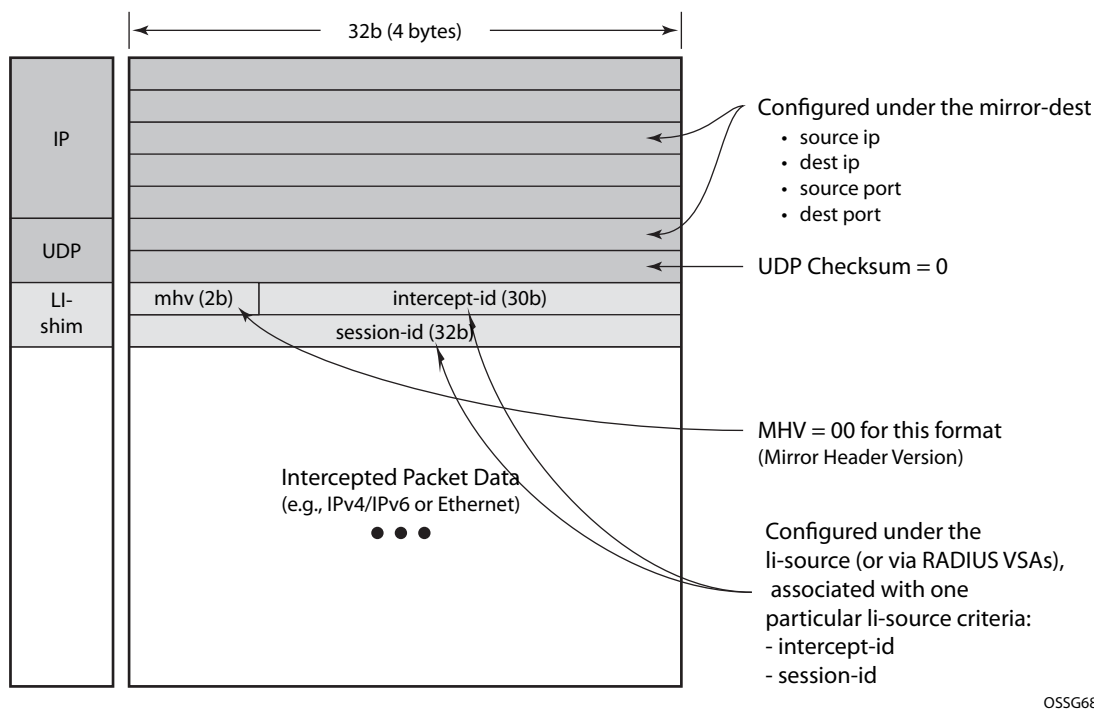 32b (4 bytes)
IP
UDP
LI-
shim
mhv (2b)
intercept-id (30b)
session-id (32b)
Intercepted Packet Data
(e.g., IPv4/IPv6 or Ethernet)
Configured under the mirror-dest
• source ip
• dest ip
• source port
• dest port
UDP Checksum = 0
MHV = 00 for this format
(Mirror Header Version)
Configured under the
li-source (or via RADIUS VSAs),
associated with one
particular li-source criteria:
- intercept-id
- session-id
OSSG68